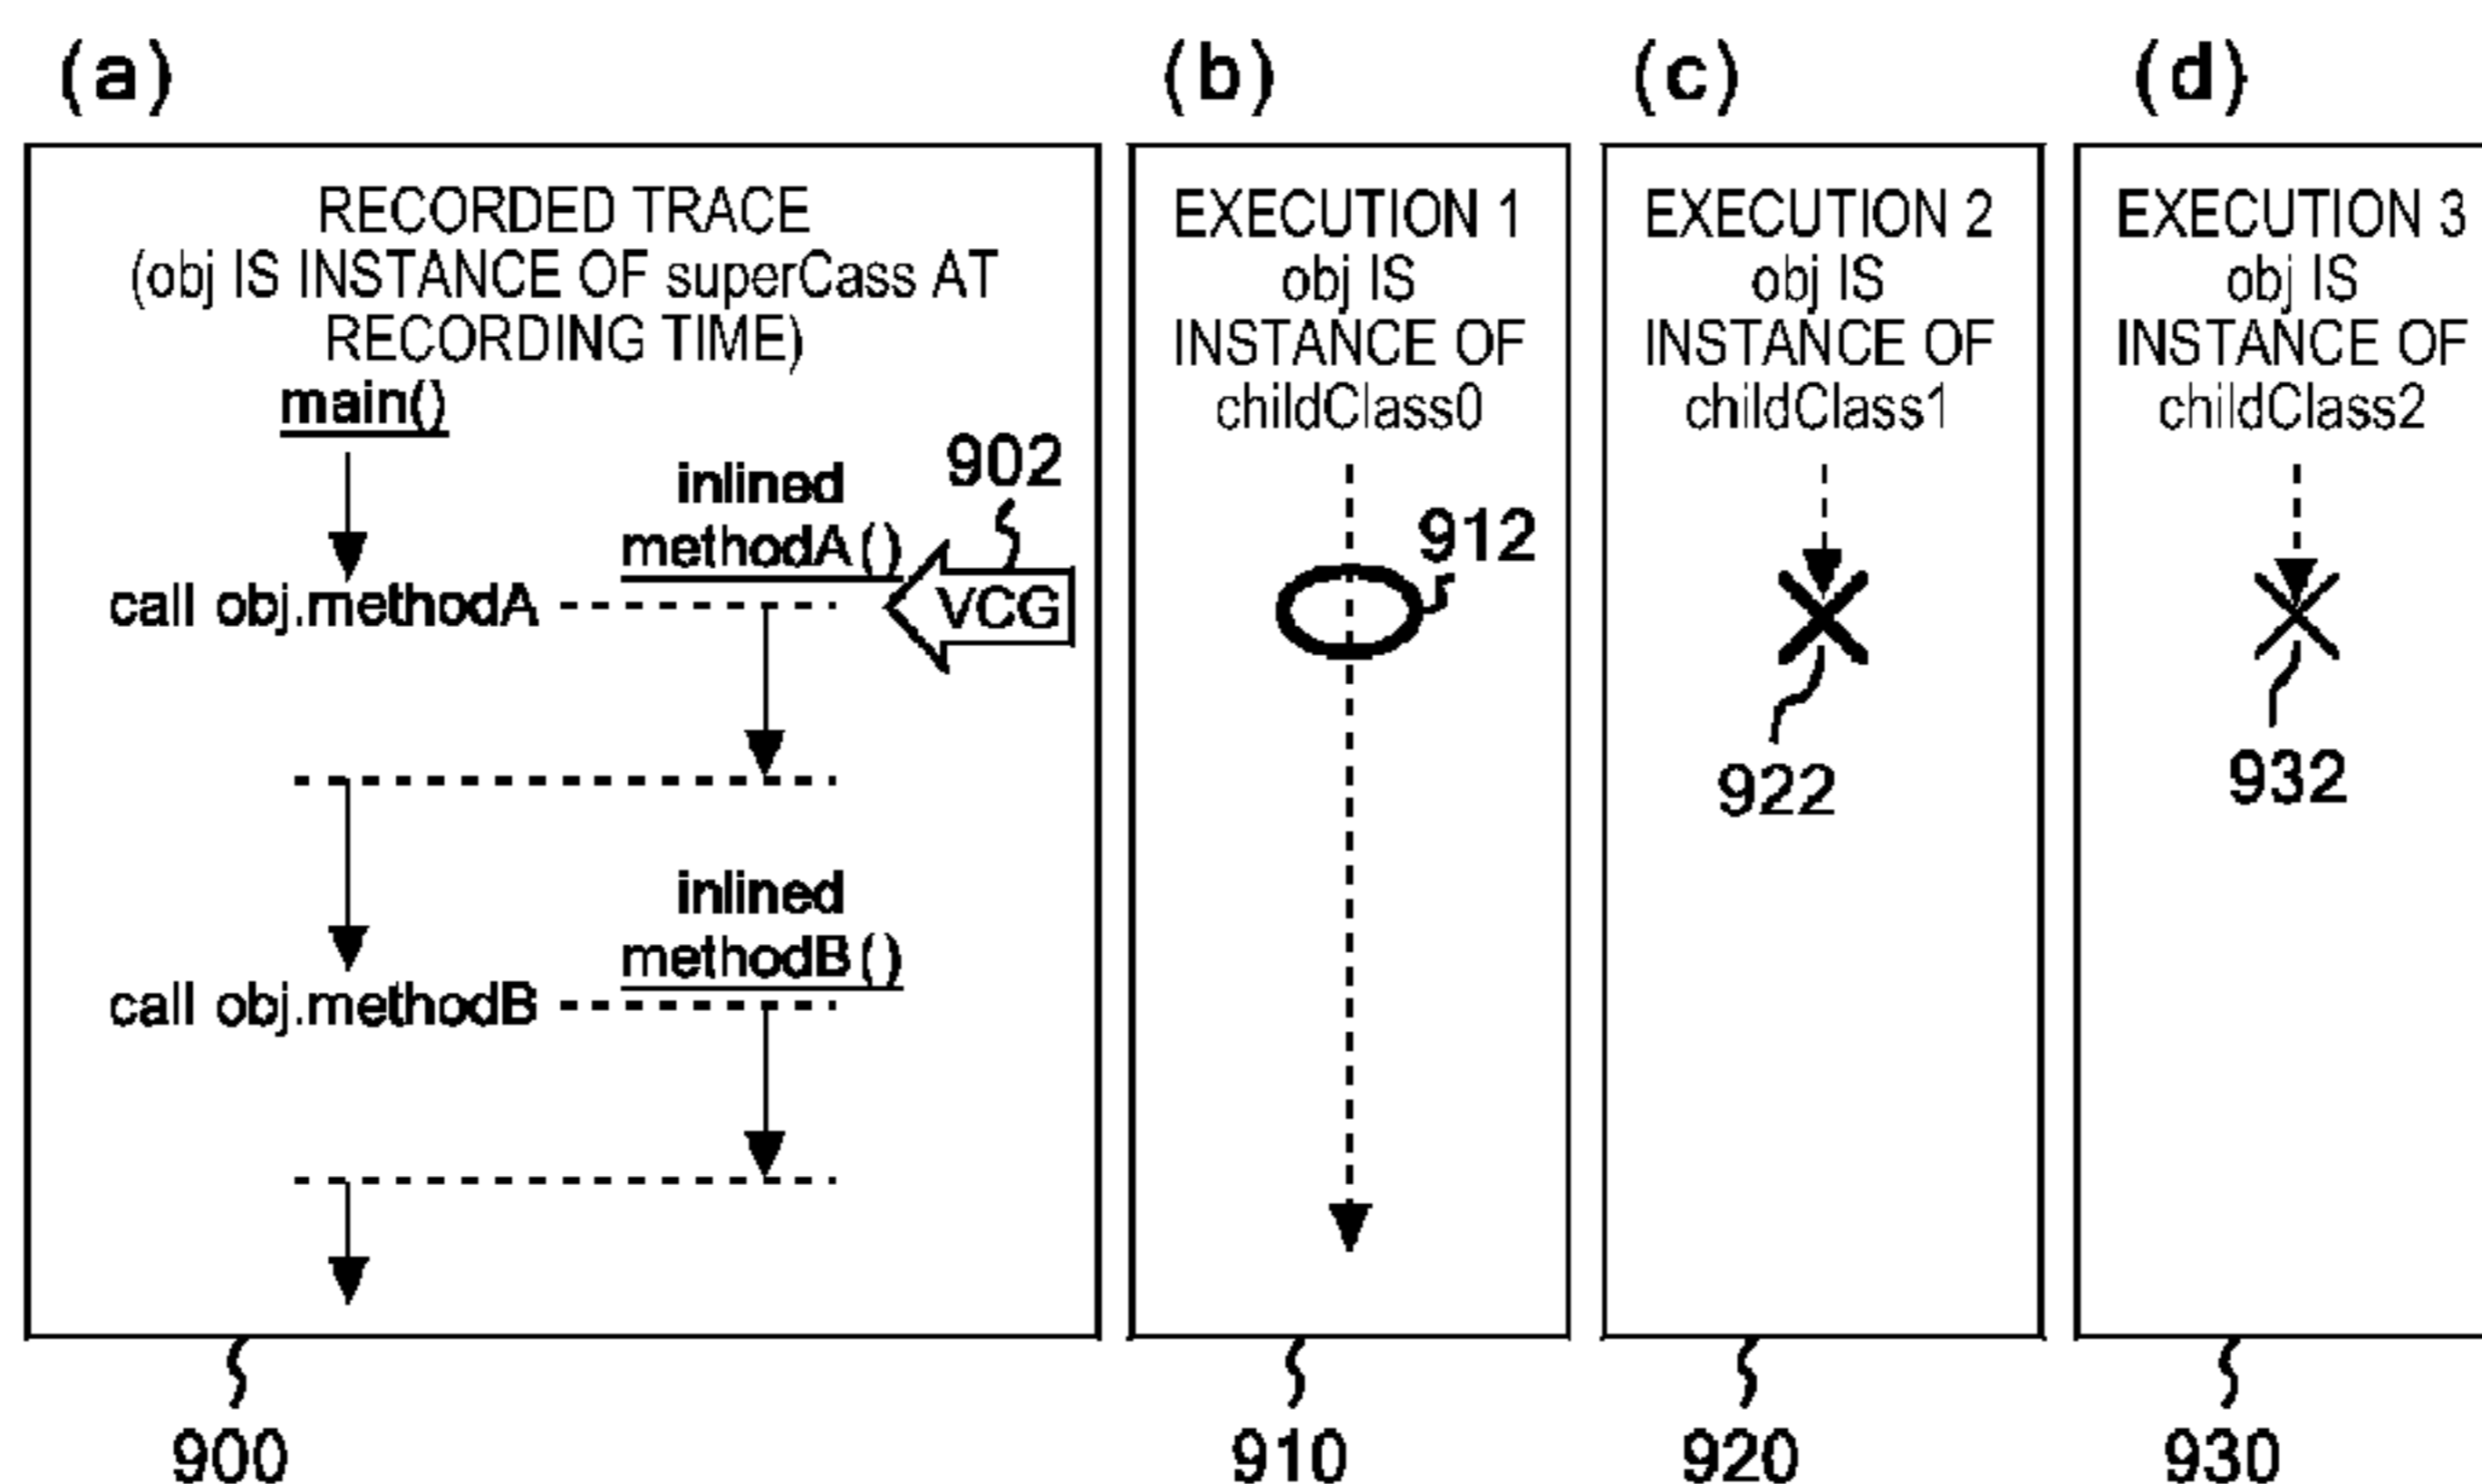 (a)
RECORDED TRACE
(obj IS INSTANCE OF superCass AT
RECORDING TIME)
main()
902
inlined
methodA()
call obj.methodA
VCG
inlined
methodB()
call obj.methodB
900
(b)
EXECUTION 1
obj IS
INSTANCE OF
childClass0
912
910
(c)
EXECUTION 2
obj IS
INSTANCE OF
childClass1
922
920
(d)
EXECUTION 3
obj IS
INSTANCE OF
childClass2
932
930